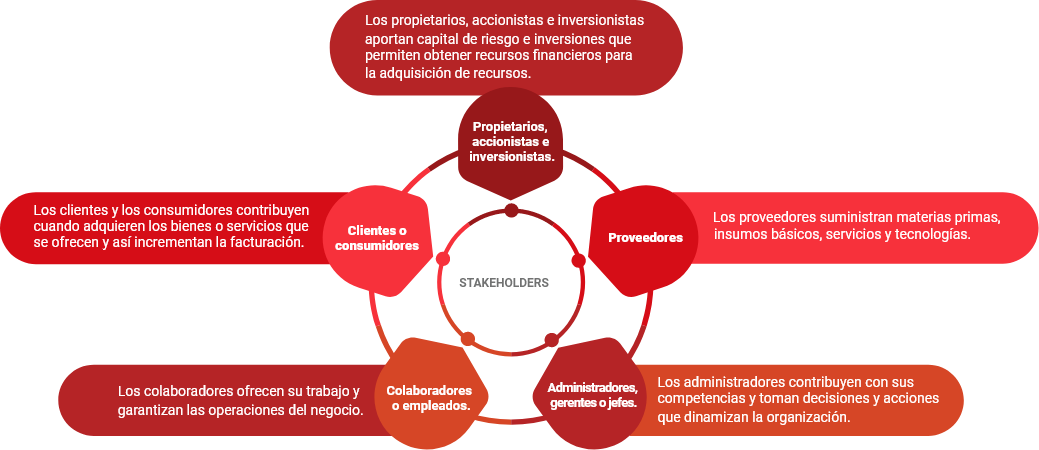 Los propietarios, accionistas e inversionistas
aportan capital de riesgo e inversiones que
permiten obtener recursos financieros para
la adquisición de recursos.
Propietarios,
accionistas e
inversionistas.
Los clientes y los consumidores contribuyen
cuando adquieren los bienes o servicios que
se ofrecen y así incrementan la facturación.
Clientes o
consumidores
Proveedores
Los proveedores suministran materias primas,
insumos básicos, servicios y tecnologías.
STAKEHOLDERS
Los colaboradores ofrecen su trabajo y
garantizan las operaciones del negocio.
Colaboradores
o empleados.
Administradores,
gerentes o jefes.
Los administradores contribuyen con sus
competencias y toman decisiones y acciones
que dinamizan la organización.